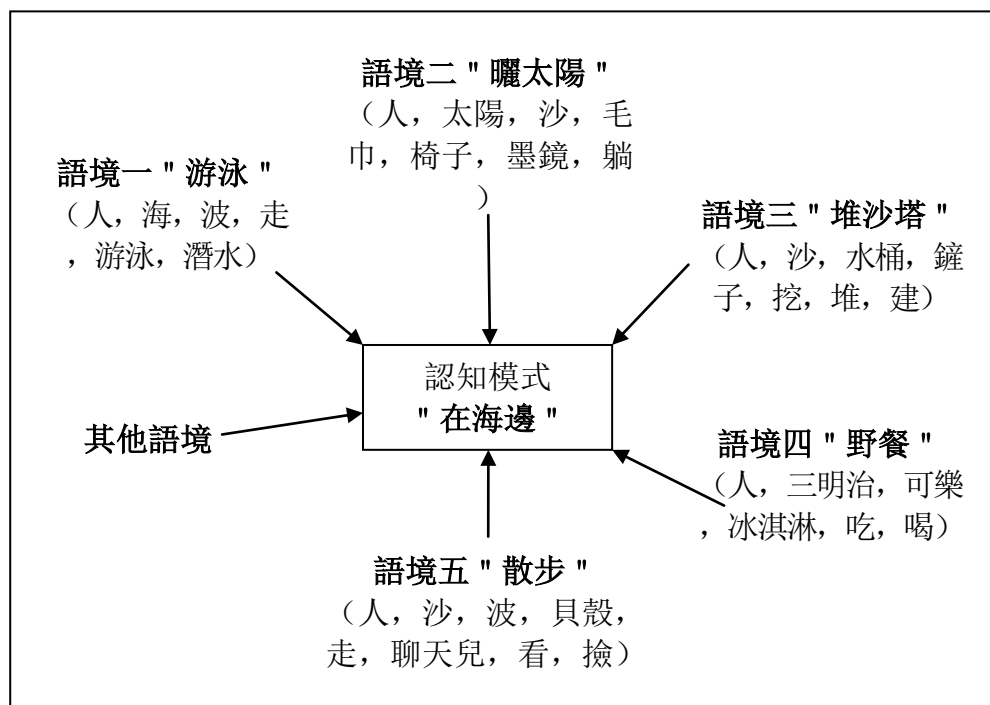 語境二＂曬太陽＂
（人，太陽，沙，毛
巾，椅子，墨鏡，躺
）
語境一＂游泳＂
（人，海，波，走
，游泳，潛水）
語境三＂堆沙塔＂
（人，沙，水桶，鏟
子，挖，堆，建）
認知模式
＂在海邊＂
其他語境
語境四＂野餐＂
（人，三明治，可樂
，冰淇淋，吃，喝）
語境五＂散步＂
（人，沙，波，貝殼，
走，聊天兒，看，撿）